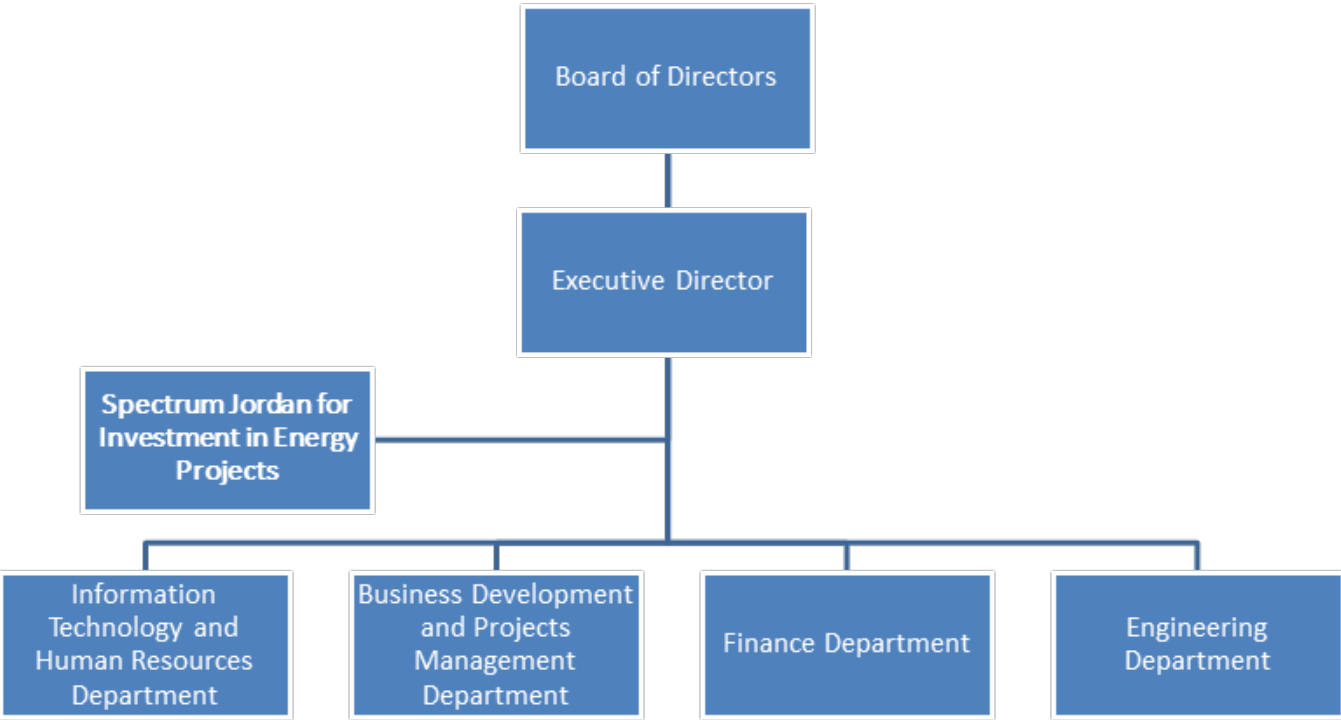 Board of Directors
Executive Director
Spectrum Jordan for
Investment in Energy
Projects
Information
Technology and
Human Resources
Department
Business Development
and Projects
Management
Department
Finance Department
Engineering
Department